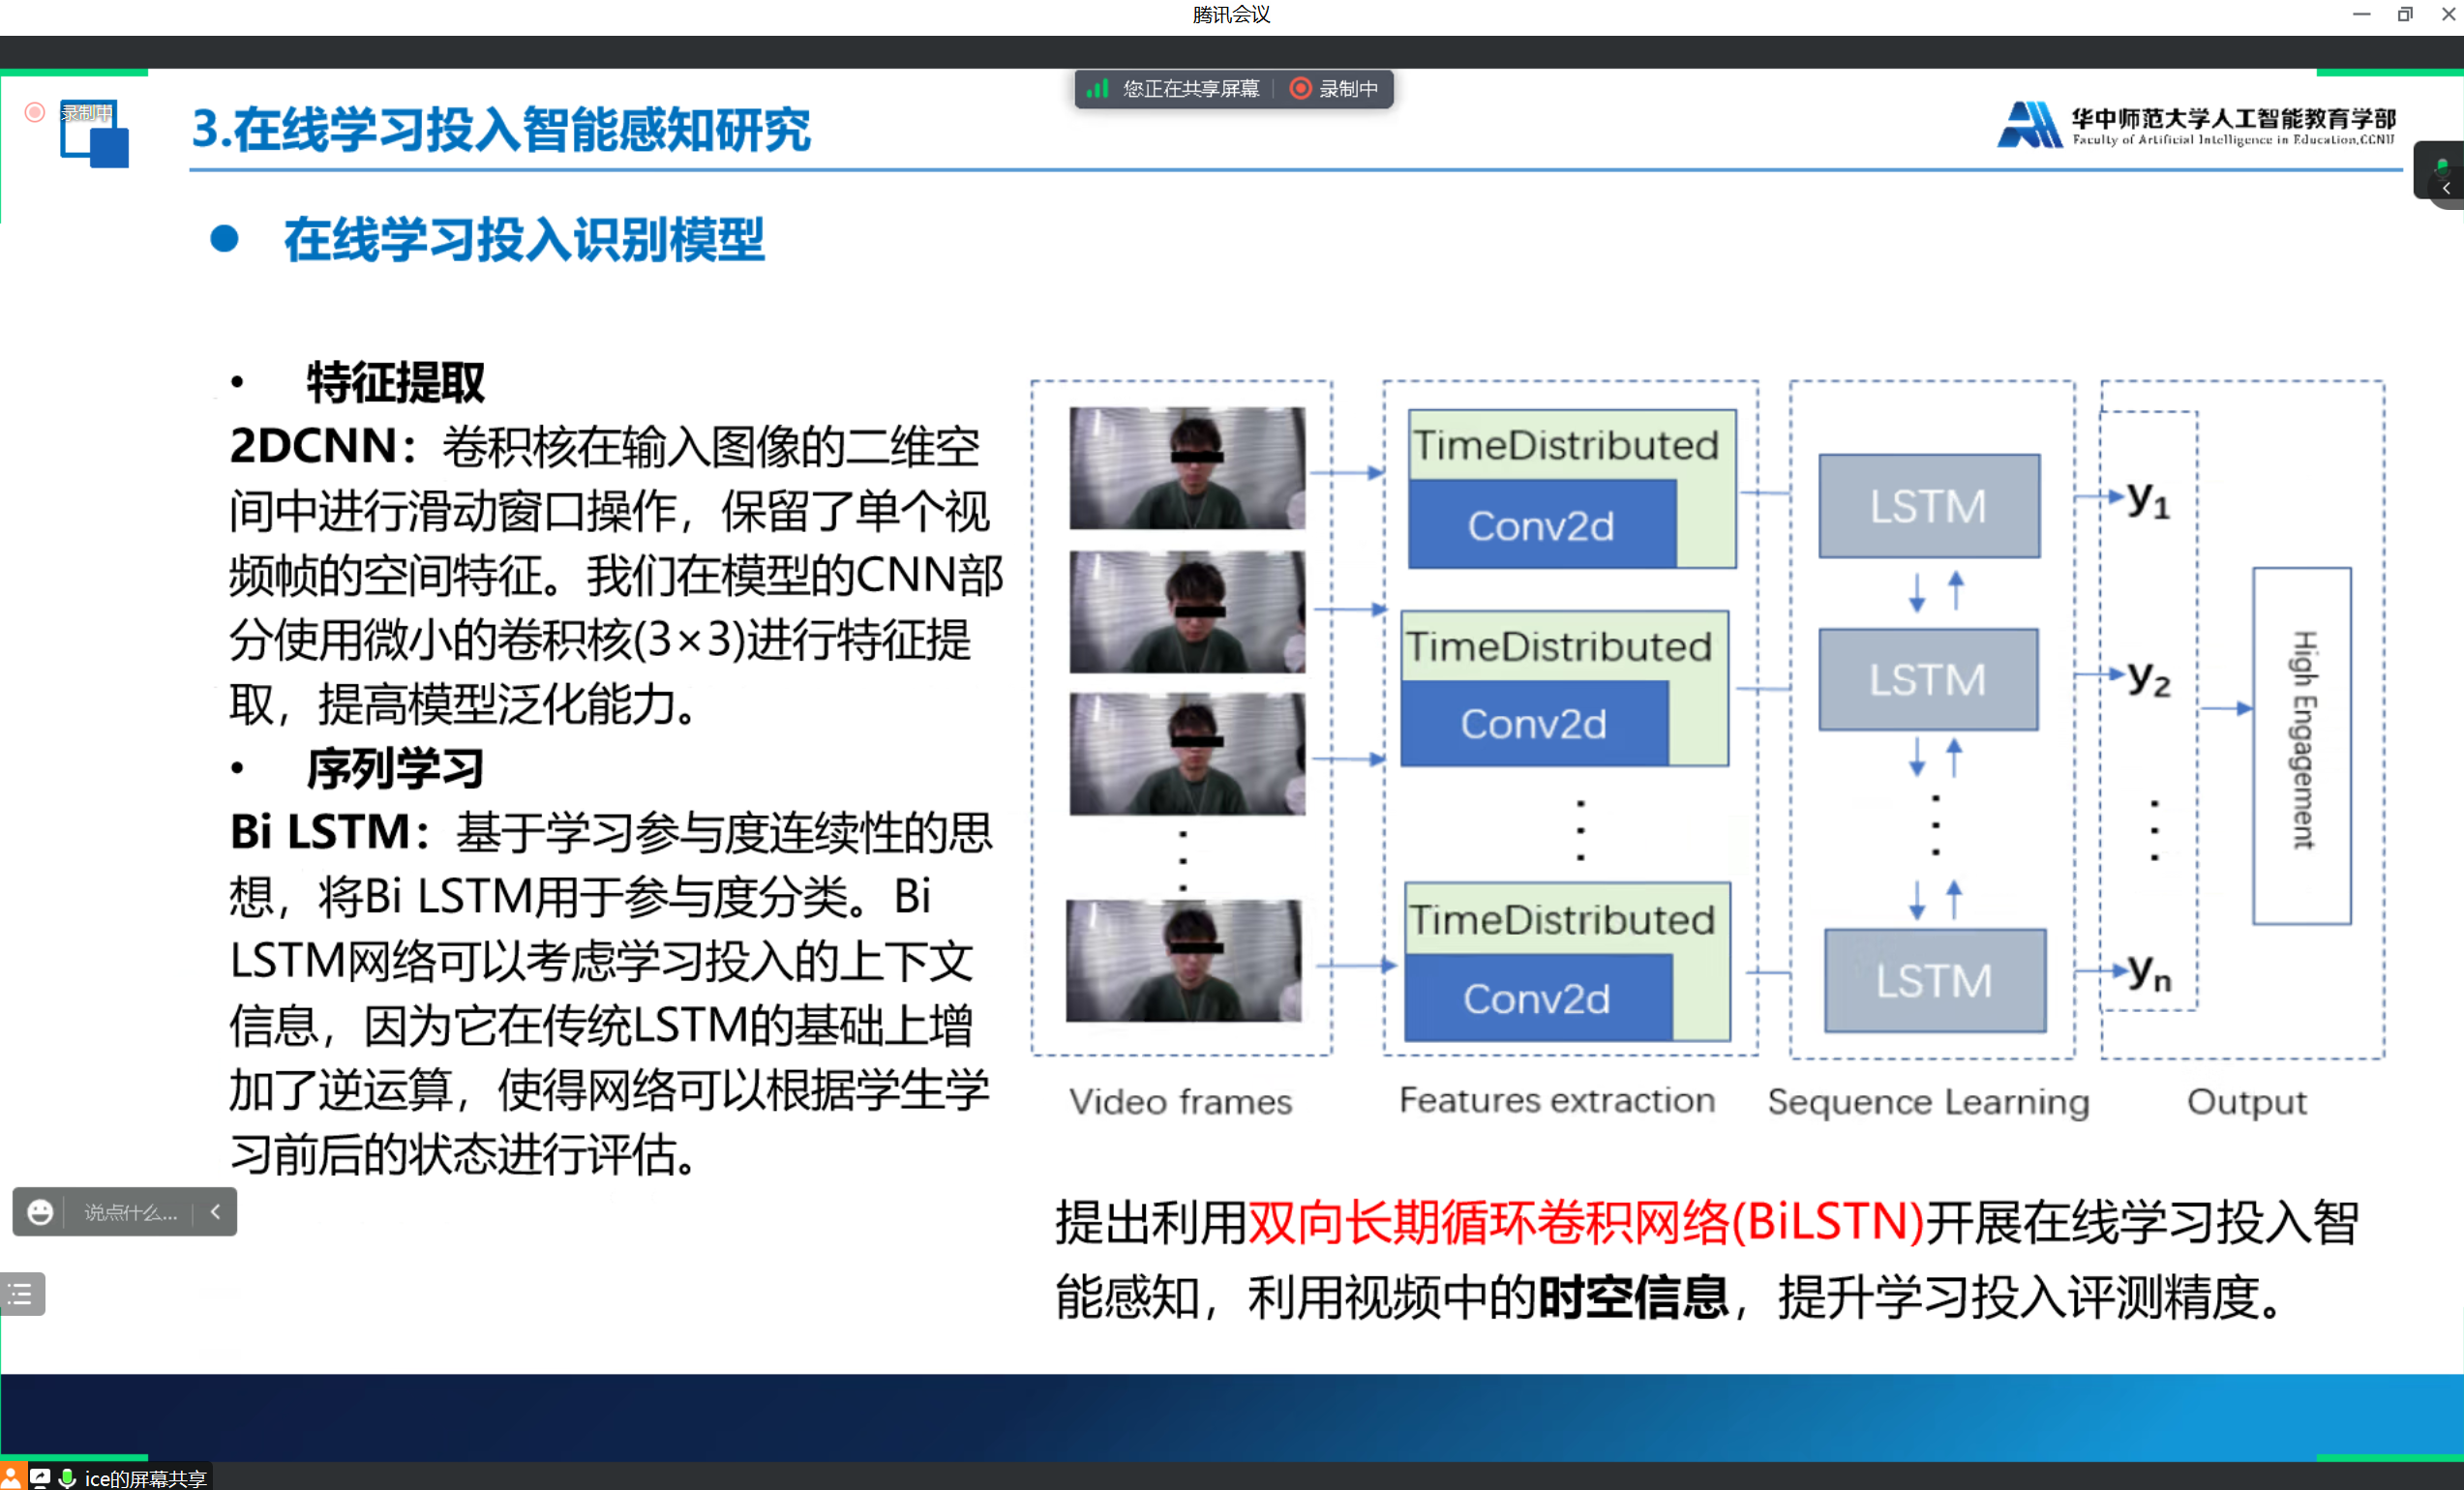 腾讯会议
您正在共享屏幕
录制中
录制中
3.在线学习投入智能感知研究
华中师范大学人工智能教育学部
Faculty of Artificial Intelligence in Education,CCNU
在线学习投入识别模型
• 特征提取
2DCNN：卷积核在输入图像的二维空
间中进行滑动窗口操作，保留了单个视
频帧的空间特征。我们在模型的CNN部
分使用微小的卷积核(3×3)进行特征提
取，提高模型泛化能力。
• 序列学习
Bi LSTM：基于学习参与度连续性的思
想，将Bi LSTM用于参与度分类。Bi
LSTM网络可以考虑学习投入的上下文
信息，因为它在传统LSTM的基础上增
加了逆运算，使得网络可以根据学生学
习前后的状态进行评估。
TimeDistributed
Conv2d
TimeDistributed
Conv2d
TimeDistributed
Conv2d
LSTM
LSTM
LSTM
y1
y2
yn
High Engagement
Video frames
Features extraction
Sequence Learning
Output
提出利用双向长期循环卷积网络(BiLSTN)开展在线学习投入智
能感知，利用视频中的时空信息，提升学习投入评测精度。
说点什么...
ice的屏幕共享